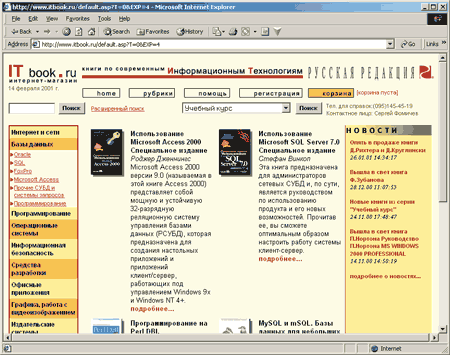 http://www.itbook.ru/default.asp?T=0&EXP=4 - Microsoft Internet Explorer
File Edit View Favorites Tools Help
Back Search Favorites History
Address http://www.itbook.ru/default.asp?T=0&EXP=4 Go Links
IT book.ru
интернет-магазин
14 февраля 2001 г.
книги по современным Информационным Технологиям РУССКАЯ РЕДАКЦИЯ
home рубрики помощь регистрация корзина (корзина пуста)
Поиск Расширенный поиск Учебный курс Поиск
Тел. для справок:(095)145-45-19
Контактное лицо: Сергей Фомичев
Интернет и сети
Базы данных
Oracle
SQL
FoxPro
Microsoft Access
Прочие СУБД и
системы запросов
Программирование
Программирование
Операционные
системы
Информационная
безопасность
Средства
разработки
Офисные
приложения
Графика, работа с
видеоизображением
Издательские
системы
Использование
Microsoft Access 2000
Специальное издание
Роджер Дженнингс
Microsoft Access 2000
версии 9.0 (называемая в
этой книге Access 2000)
представляет собой
мощную и устойчивую
32-разрядную
реляционную систему
управления базами
данных (РСУБД), которая
предназначена для
создания настольных
приложений и
приложений
клиент/сервер,
работающих под
управлением Windows 9x
и Windows NT 4+.
подробнее...
Использование
Microsoft SQL Server 7.0
Специальное издание
Стефан Вынкоп
Эта книга предназначена
для администраторов
сетевых СУБД и, по сути,
является руководством
по использованию
продукта и его новых
возможностей. Прочитав
ее, вы сможете
оптимальным образом
настроить работу системы
клиент-сервер.
подробнее...
Программирование на
Perl DBI
MySQL и mSQL. Базы
данных для небольших
НОВОСТИ
Опять в продаже книги
Д.Рихтера и Д.Круглински
26.01.01 14:34:17
Вышла в свет книга
Ф.Зубанова
28.12.00 11:07:53
Новые книги из серии
"Учебный курс"
24.11.00 17:48:47
Вышла в свет книга
П.Нортона Руководство
П.Нортона MS WINDOWS
2000 PROFESSIONAL
14.11.00 14:50:19
подробнее о новостях...
Internet